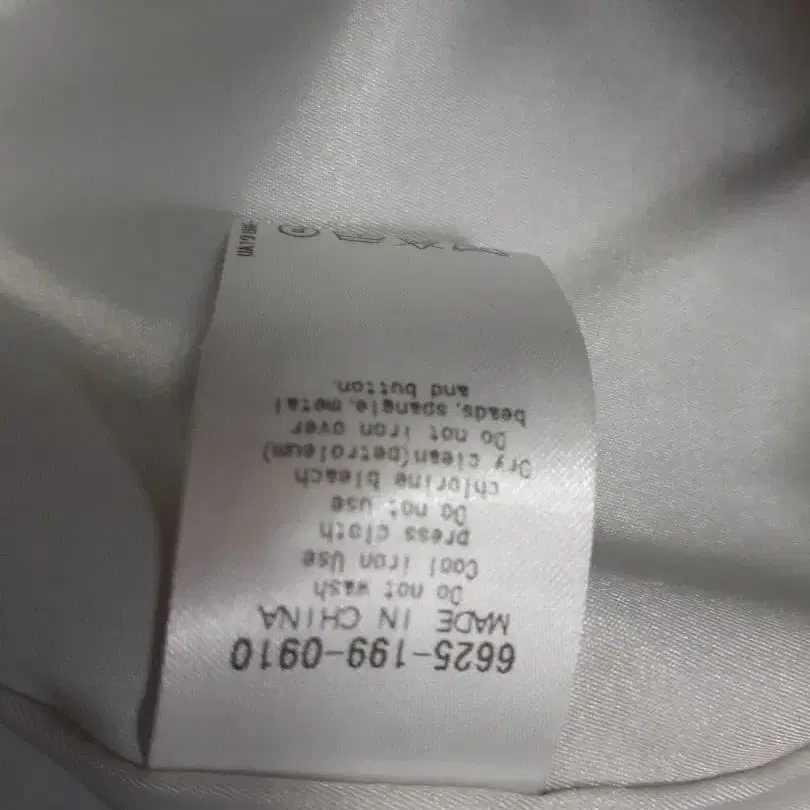 6625-199-0910
MADE IN CHINA
Do not wash
Cool iron Use
press cloth
Do not use
chlorine bleach
Dry clean(petroleum)
Do not iron over
beads,spangle,metal
and button.